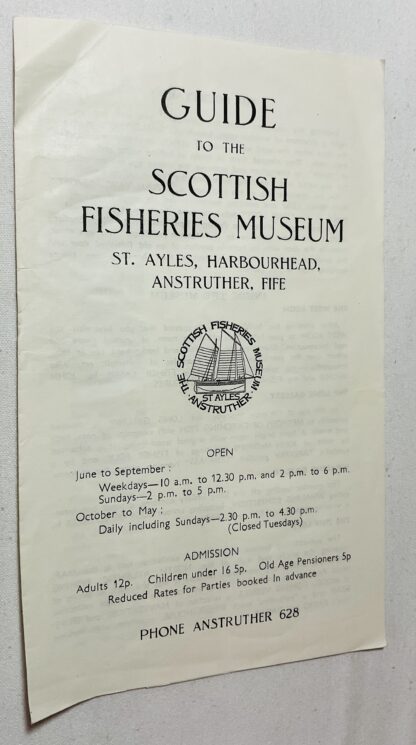 GUIDE
TO THE
SCOTTISH
FISHERIES MUSEUM
ST. AYLES, HARBOURHEAD,
ANSTRUTHER, FIFE
THE SCOTTISH FISHERIES MUSEUM
ST AYLES
· ANSTRUTHER ·
OPEN
June to September :
Weekdays—10 a.m. to 12.30 p.m. and 2 p.m. to 6 p.m.
Sundays—2 p.m. to 5 p.m.
October to May :
Daily including Sundays—2.30 p.m. to 4.30 p.m.
(Closed Tuesdays)
ADMISSION
Adults 12p. Children under 16 5p. Old Age Pensioners 5p
Reduced Rates for Parties booked In advance
PHONE ANSTRUTHER 628